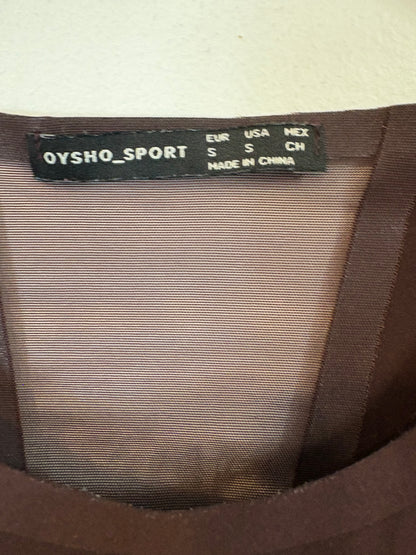 OYSHO_SPORT
EUR USA MEX
S S CH
MADE IN CHINA